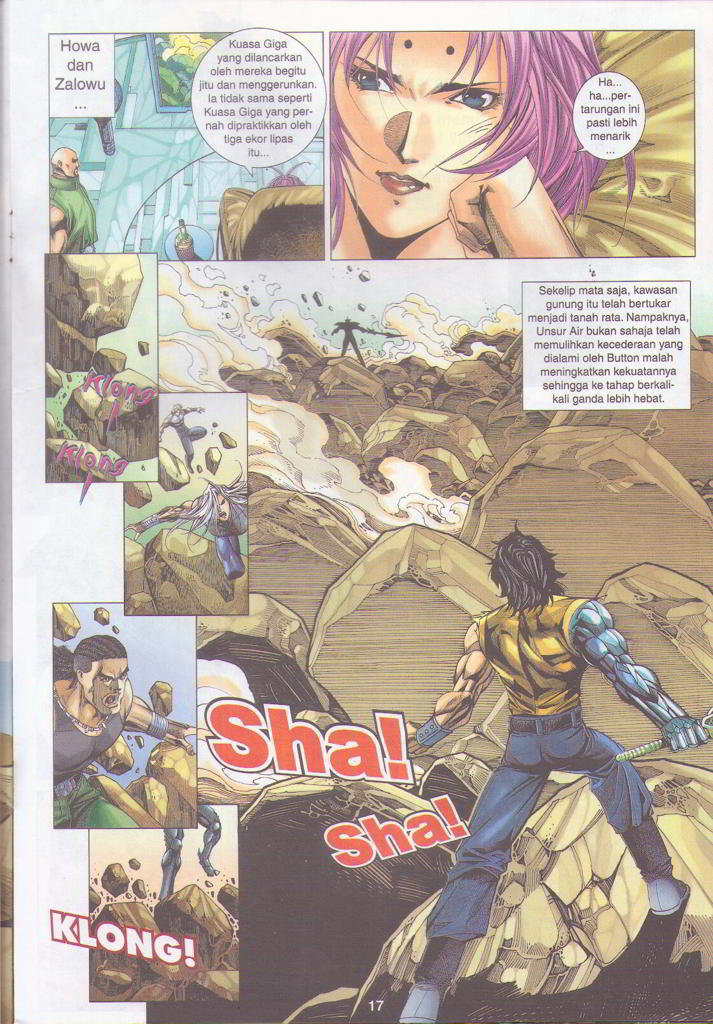 Howa
dan
Zalowu
...
Kuasa Giga
yang dilancarkan
oleh mereka begitu
jitu dan menggerunkan.
Ia tidak sama seperti
Kuasa Giga yang per-
nah dipraktikkan oleh
tiga ekor lipas
itu...
Ha...
ha...per-
tarungan ini
pasti lebih
menarik
...
Sekelip mata saja, kawasan
gunung itu telah bertukar
menjadi tanah rata. Nampaknya,
Unsur Air bukan sahaja telah
memulihkan kecederaan yang
dialami oleh Button malah
meningkatkan kekuatannya
sehingga ke tahap berkali-
kali ganda lebih hebat.
Klong!
Klong!
Sha!
Sha!
KLONG!
17